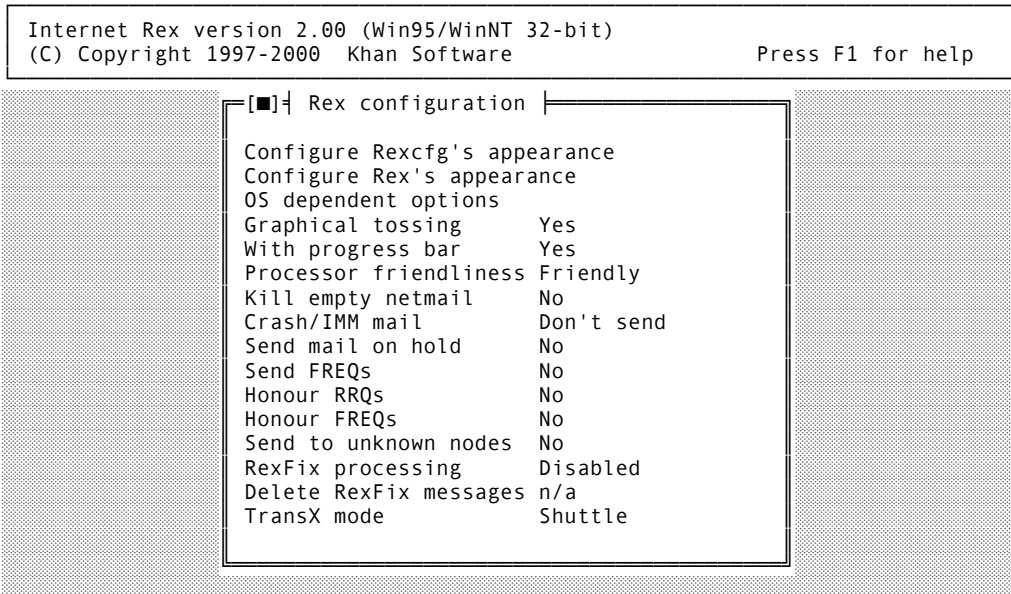 Internet Rex version 2.00 (Win95/WinNT 32-bit)
(C) Copyright 1997-2000  Khan Software                    Press F1 for help
[■] Rex configuration
Configure Rexcfg's appearance
Configure Rex's appearance
OS dependent options
Graphical tossing       Yes
With progress bar       Yes
Processor friendliness Friendly
Kill empty netmail      No
Crash/IMM mail          Don't send
Send mail on hold       No
Send FREQs              No
Honour RRQs             No
Honour FREQs            No
Send to unknown nodes   No
RexFix processing       Disabled
Delete RexFix messages n/a
TransX mode             Shuttle